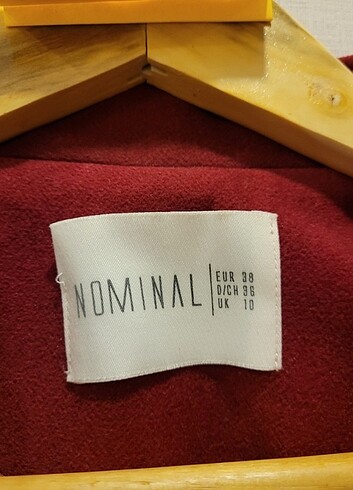 NOMINAL
EUR 38
D/CH 36
UK 10